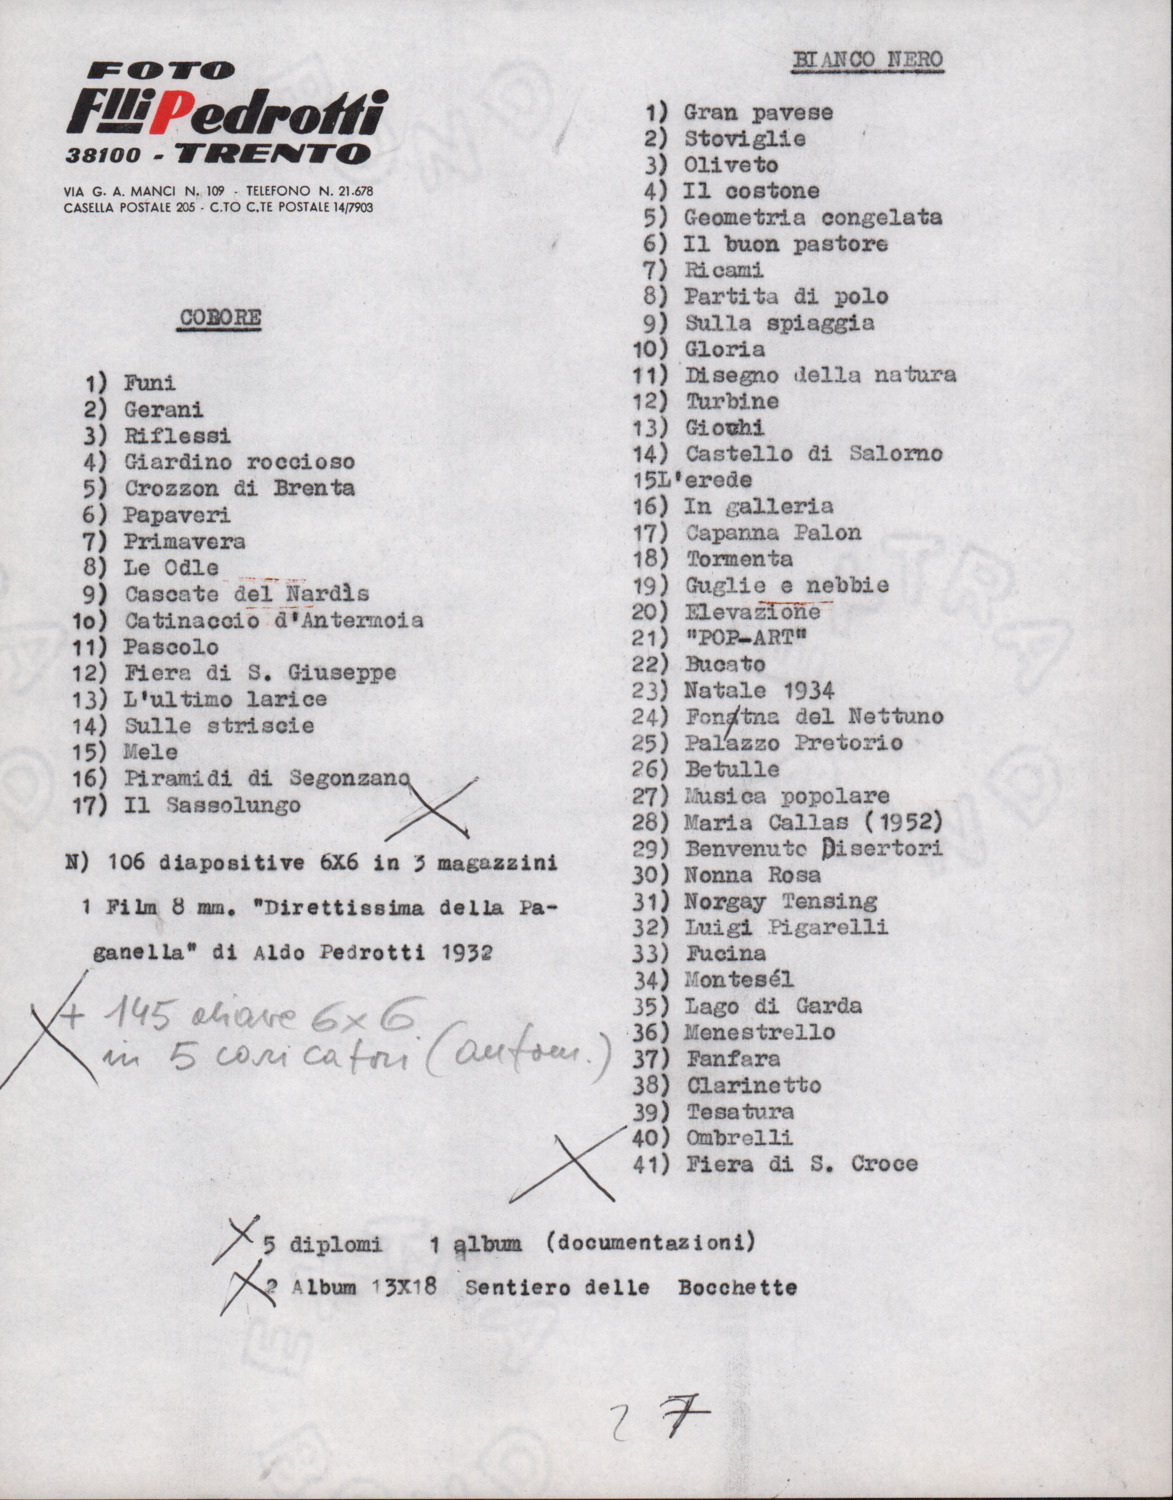 FOTO
Flli Pedrotti
38100 - TRENTO
VIA G. A. MANCI N. 109 - TELEFONO N. 21.678
CASELLA POSTALE 205 - C.TO C.TE POSTALE 14/7903
COLORE
1) Funi
2) Gerani
3) Riflessi
4) Giardino roccioso
5) Crozzon di Brenta
6) Papaveri
7) Primavera
8) Le Odle
9) Cascate del Nardìs
1o) Catinaccio d'Antermoia
11) Pascolo
12) Fiera di S. Giuseppe
13) L'ultimo larice
14) Sulle striscie
15) Mele
16) Piramidi di Segonzano
17) Il Sassolungo
N) 106 diapositive 6X6 in 3 magazzini
1 Film 8 mm. "Direttissima della Pa-
ganella" di Aldo Pedrotti 1932
+ 145 chiave 6x6
in 5 caricatori (autom.)
BIANCO NERO
1) Gran pavese
2) Stoviglie
3) Oliveto
4) Il costone
5) Geometria congelata
6) Il buon pastore
7) Ricami
8) Partita di polo
9) Sulla spiaggia
10) Gloria
11) Disegno della natura
12) Turbine
13) Giochi
14) Castello di Salorno
15L'erede
16) In galleria
17) Capanna Palon
18) Tormenta
19) Guglie e nebbie
20) Elevazione
21) "POP-ART"
22) Bucato
23) Natale 1934
24) Fonatna del Nettuno
25) Palazzo Pretorio
26) Betulle
27) Musica popolare
28) Maria Callas (1952)
29) Benvenuto Disertori
30) Nonna Rosa
31) Norgay Tensing
32) Luigi Pigarelli
33) Fucina
34) Montesél
35) Lago di Garda
36) Menestrello
37) Fanfara
38) Clarinetto
39) Tesatura
40) Ombrelli
41) Fiera di S. Croce
5 diplomi 1 album (documentazioni)
2 Album 13X18 Sentiero delle Bocchette
27